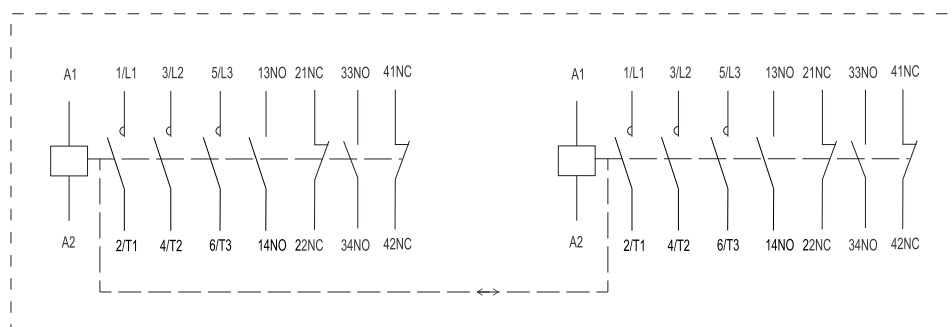 A1 1/L1 3/L2 5/L3 13NO 21NC 33NO 41NC A1 1/L1 3/L2 5/L3 13NO 21NC 33NO 41NC
A2 2/T1 4/T2 6/T3 14NO 22NC 34NO 42NC A2 2/T1 4/T2 6/T3 14NO 22NC 34NO 42NC